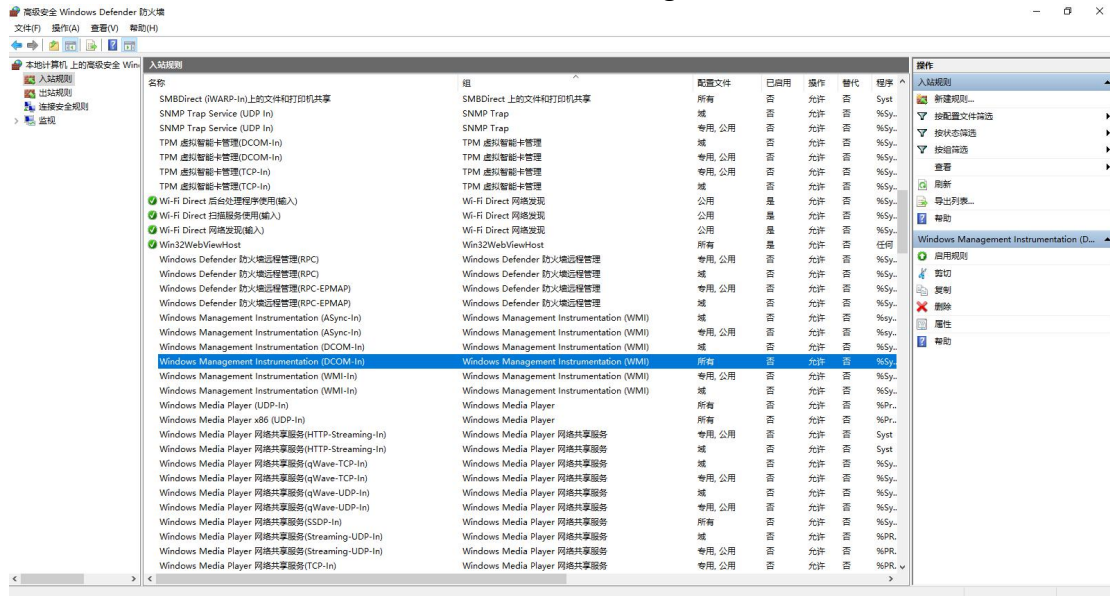 高级安全 Windows Defender 防火墙
文件(F) 操作(A) 查看(V) 帮助(H)
本地计算机 上的高级安全 Win
入站规则
出站规则
连接安全规则
监视
入站规则
名称 组 配置文件 已启用 操作 替代 程序
SMBDirect (iWARP-In)上的文件和打印机共享 SMBDirect 上的文件和打印机共享 所有 否 允许 否 Syst
SNMP Trap Service (UDP In) SNMP Trap 域 否 允许 否 %Sy...
SNMP Trap Service (UDP In) SNMP Trap 专用, 公用 否 允许 否 %Sy...
TPM 虚拟智能卡管理(DCOM-In) TPM 虚拟智能卡管理 域 否 允许 否 %Sy...
TPM 虚拟智能卡管理(DCOM-In) TPM 虚拟智能卡管理 专用, 公用 否 允许 否 %Sy...
TPM 虚拟智能卡管理(TCP-In) TPM 虚拟智能卡管理 专用, 公用 否 允许 否 %Sy...
TPM 虚拟智能卡管理(TCP-In) TPM 虚拟智能卡管理 域 否 允许 否 %Sy...
Wi-Fi Direct 后台处理程序使用(输入) Wi-Fi Direct 网络发现 公用 是 允许 否 %Sy...
Wi-Fi Direct 扫描服务使用(输入) Wi-Fi Direct 网络发现 公用 是 允许 否 %Sy...
Wi-Fi Direct 网络发现(输入) Wi-Fi Direct 网络发现 公用 是 允许 否 %Sy...
Win32WebViewHost Win32WebViewHost 所有 是 允许 否 任何
Windows Defender 防火墙远程管理(RPC) Windows Defender 防火墙远程管理 专用, 公用 否 允许 否 %Sy...
Windows Defender 防火墙远程管理(RPC) Windows Defender 防火墙远程管理 域 否 允许 否 %Sy...
Windows Defender 防火墙远程管理(RPC-EPMAP) Windows Defender 防火墙远程管理 专用, 公用 否 允许 否 %Sy...
Windows Defender 防火墙远程管理(RPC-EPMAP) Windows Defender 防火墙远程管理 域 否 允许 否 %Sy...
Windows Management Instrumentation (ASync-In) Windows Management Instrumentation (WMI) 域 否 允许 否 %sy...
Windows Management Instrumentation (ASync-In) Windows Management Instrumentation (WMI) 专用, 公用 否 允许 否 %sy...
Windows Management Instrumentation (DCOM-In) Windows Management Instrumentation (WMI) 域 否 允许 否 %Sy...
Windows Management Instrumentation (DCOM-In) Windows Management Instrumentation (WMI) 所有 否 允许 否 %Sy
Windows Management Instrumentation (WMI-In) Windows Management Instrumentation (WMI) 专用, 公用 否 允许 否 %Sy...
Windows Management Instrumentation (WMI-In) Windows Management Instrumentation (WMI) 域 否 允许 否 %Sy...
Windows Media Player (UDP-In) Windows Media Player 所有 否 允许 否 %Pr...
Windows Media Player x86 (UDP-In) Windows Media Player 所有 否 允许 否 %Pr...
Windows Media Player 网络共享服务(HTTP-Streaming-In) Windows Media Player 网络共享服务 专用, 公用 否 允许 否 Syst
Windows Media Player 网络共享服务(HTTP-Streaming-In) Windows Media Player 网络共享服务 域 否 允许 否 Syst
Windows Media Player 网络共享服务(qWave-TCP-In) Windows Media Player 网络共享服务 域 否 允许 否 %Sy...
Windows Media Player 网络共享服务(qWave-TCP-In) Windows Media Player 网络共享服务 专用, 公用 否 允许 否 %Sy...
Windows Media Player 网络共享服务(qWave-UDP-In) Windows Media Player 网络共享服务 域 否 允许 否 %Sy...
Windows Media Player 网络共享服务(qWave-UDP-In) Windows Media Player 网络共享服务 专用, 公用 否 允许 否 %Sy...
Windows Media Player 网络共享服务(SSDP-In) Windows Media Player 网络共享服务 所有 否 允许 否 %Sy...
Windows Media Player 网络共享服务(Streaming-UDP-In) Windows Media Player 网络共享服务 域 否 允许 否 %PR.
Windows Media Player 网络共享服务(Streaming-UDP-In) Windows Media Player 网络共享服务 专用, 公用 否 允许 否 %PR.
Windows Media Player 网络共享服务(TCP-In) Windows Media Player 网络共享服务 专用, 公用 否 允许 否 %PR.
操作
入站规则
新建规则...
按配置文件筛选
按状态筛选
按组筛选
查看
刷新
导出列表...
帮助
Windows Management Instrumentation (D...
启用规则
剪切
复制
删除
属性
帮助